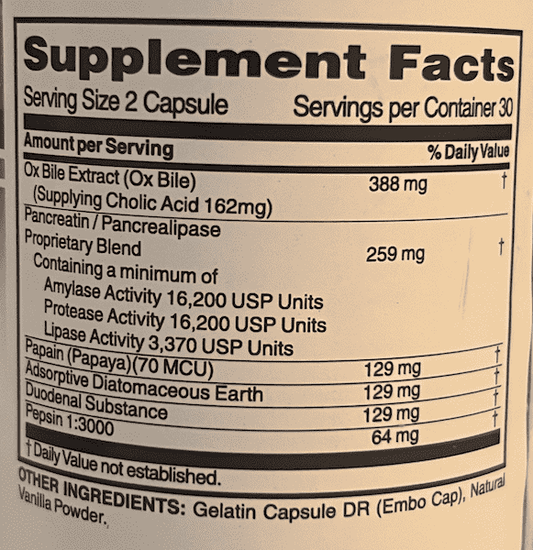 Supplement Facts
Serving Size 2 Capsule Servings per Container 30
Amount per Serving % Daily Value
Ox Bile Extract (Ox Bile) 388 mg †
(Supplying Cholic Acid 162mg)
Pancreatin / Pancrealipase
Proprietary Blend 259 mg †
Containing a minimum of
Amylase Activity 16,200 USP Units
Protease Activity 16,200 USP Units
Lipase Activity 3,370 USP Units
Papain (Papaya)(70 MCU) 129 mg †
Adsorptive Diatomaceous Earth 129 mg †
Duodenal Substance 129 mg †
Pepsin 1:3000 64 mg †
† Daily Value not established.
OTHER INGREDIENTS: Gelatin Capsule DR (Embo Cap), Natural
Vanilla Powder.